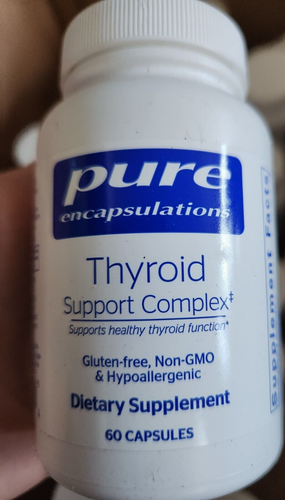 pure
encapsulations
Thyroid
Support Complex‡
Supports healthy thyroid function*
Gluten-free, Non-GMO
& Hypoallergenic
Dietary Supplement
60 CAPSULES
Supplement Facts